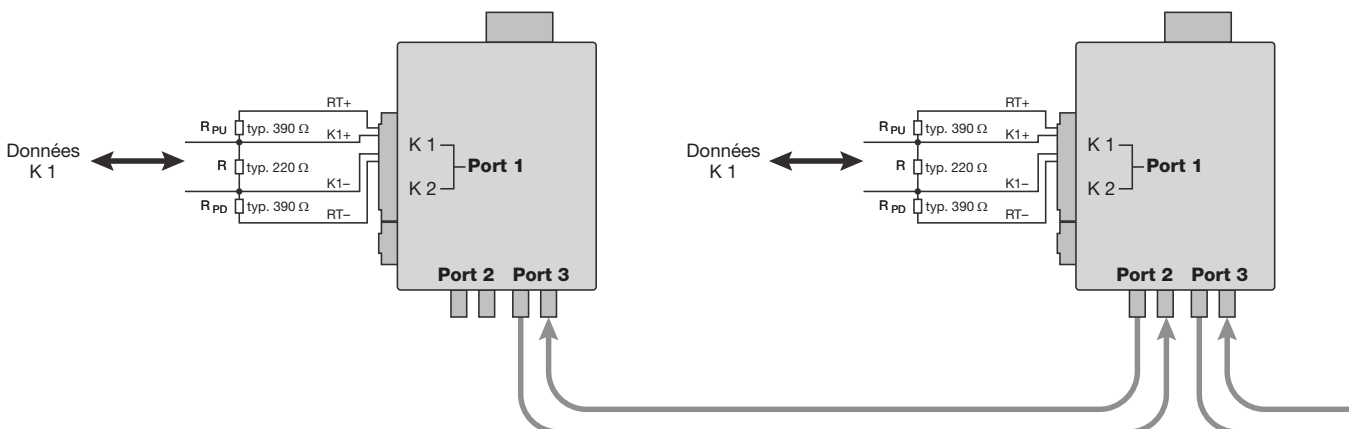 Données
K 1
RT+
R PU typ. 390 Ω
K1+
R typ. 220 Ω
K1–
R PD typ. 390 Ω
RT–
K 1
Port 1
K 2
Port 2 Port 3
Données
K 1
RT+
R PU typ. 390 Ω
K1+
R typ. 220 Ω
K1–
R PD typ. 390 Ω
RT–
K 1
Port 1
K 2
Port 2 Port 3